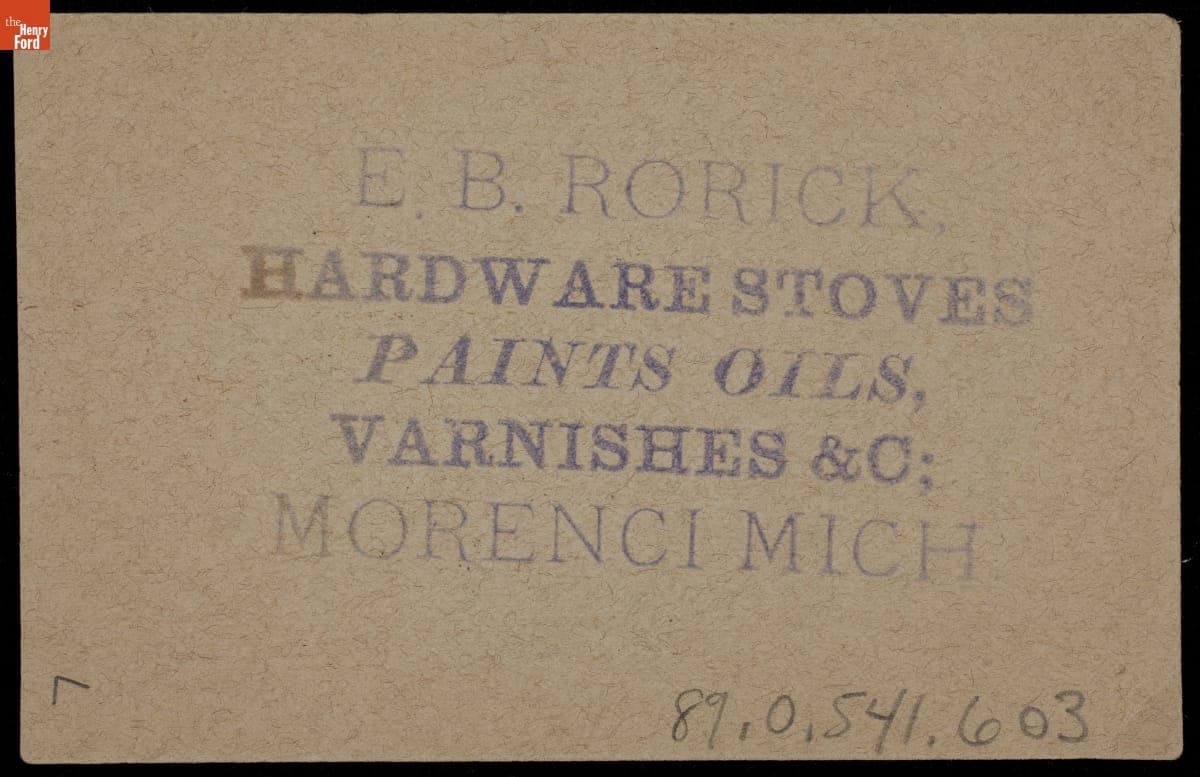 the
Henry
Ford
E. B. RORICK,
HARDWARE STOVES
PAINTS OILS,
VARNISHES &C;
MORENCI MICH.
89.0.541.603